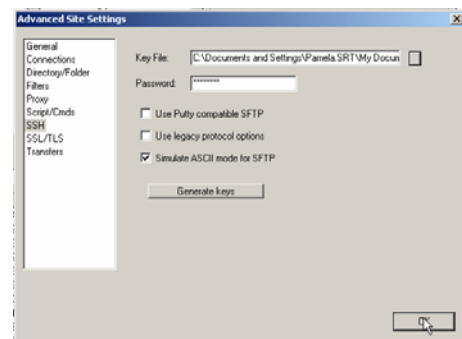 Advanced Site Settings
General
Connections
Directory/Folder
Filters
Proxy
Script/Cmds
SSH
SSL/TLS
Transfers
Key File: C:\Documents and Settings\Pamela.SRT\My Docun
Password: ********
Use Putty compatible SFTP
Use legacy protocol options
Simulate ASCII mode for SFTP
Generate keys
OK